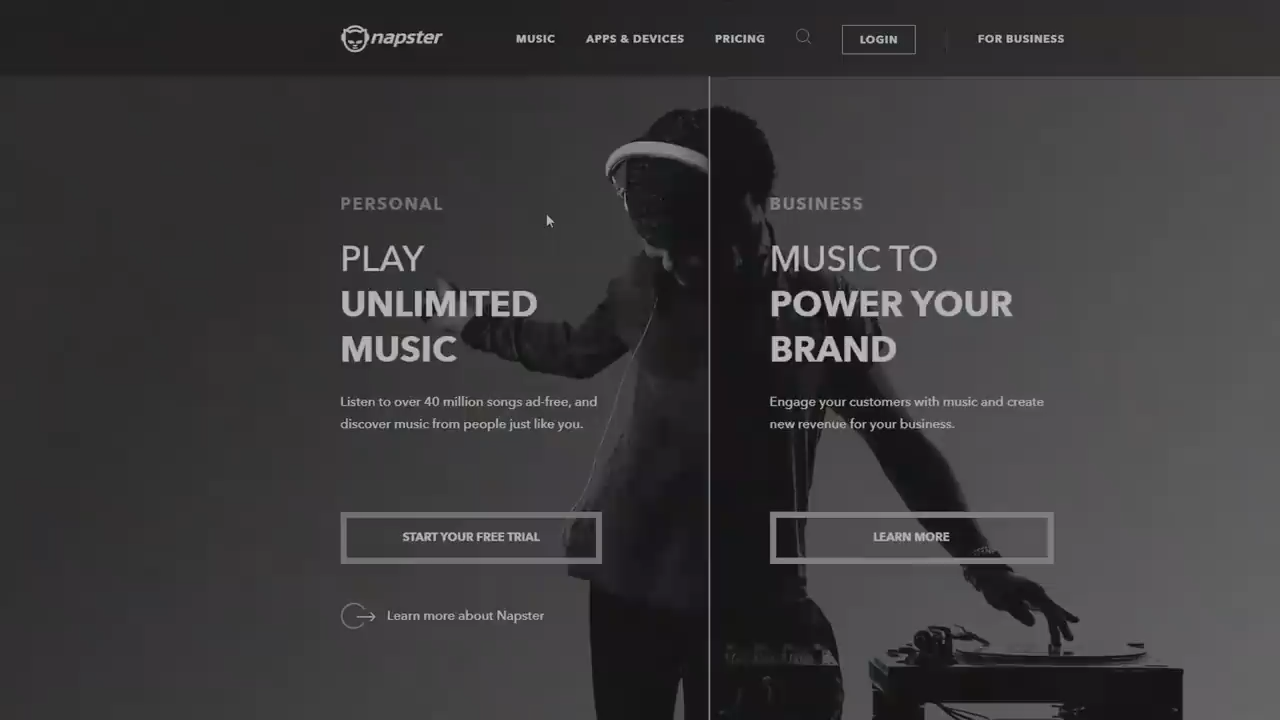 napster
MUSIC
APPS & DEVICES
PRICING
LOGIN
FOR BUSINESS
PERSONAL
PLAY
UNLIMITED
MUSIC
Listen to over 40 million songs ad-free, and
discover music from people just like you.
START YOUR FREE TRIAL
Learn more about Napster
BUSINESS
MUSIC TO
POWER YOUR
BRAND
Engage your customers with music and create
new revenue for your business.
LEARN MORE